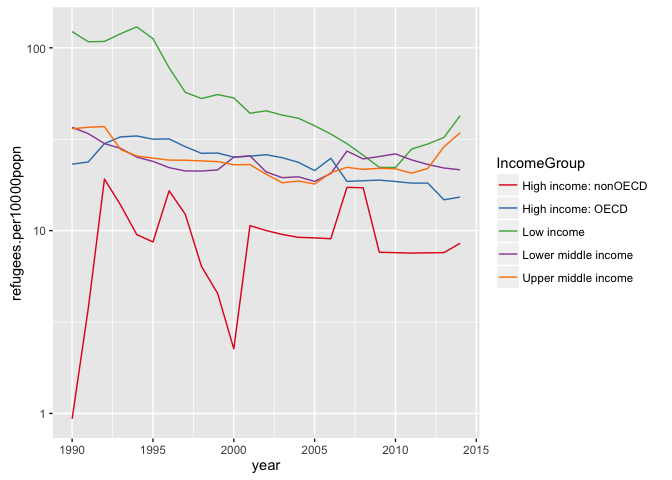 refugees.per10000popn
100
10
1
1990
1995
2000
2005
2010
2015
year
IncomeGroup
High income: nonOECD
High income: OECD
Low income
Lower middle income
Upper middle income